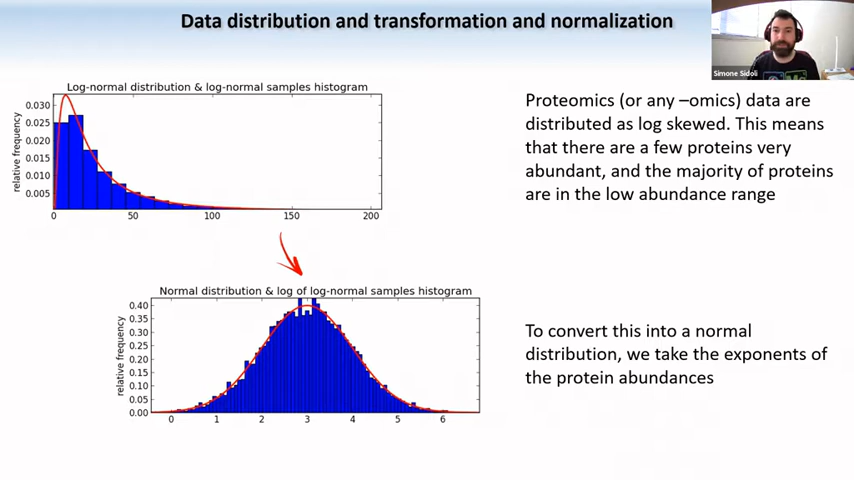 Data distribution and transformation and normalization
Simone Sidoli
Log-normal distribution & log-normal samples histogram
relative frequency
0.030
0.025
0.020
0.015
0.010
0.005
0 50 100 150 200
Proteomics (or any –omics) data are
distributed as log skewed. This means
that there are a few proteins very
abundant, and the majority of proteins
are in the low abundance range
Normal distribution & log of log-normal samples histogram
relative frequency
0.40
0.35
0.30
0.25
0.20
0.15
0.10
0.05
0.00
0 1 2 3 4 5 6
To convert this into a normal
distribution, we take the exponents of
the protein abundances